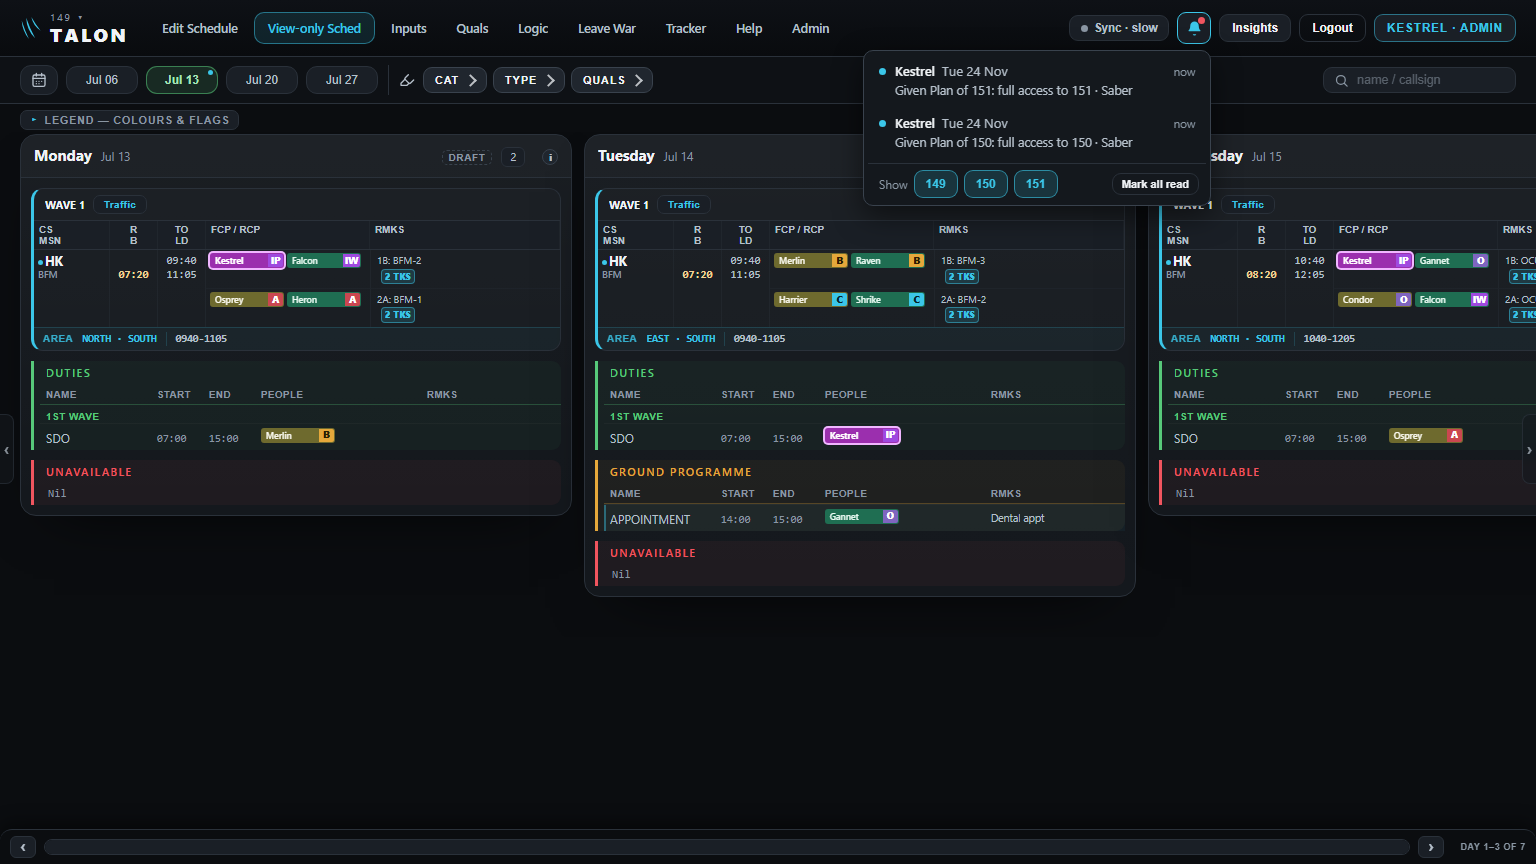 149
TALON
Edit Schedule
View-only Sched
Inputs
Quals
Logic
Leave War
Tracker
Help
Admin
Sync · slow
Insights
Logout
KESTREL · ADMIN
Jul 06
Jul 13
Jul 20
Jul 27
CAT
TYPE
QUALS
name / callsign
Kestrel Tue 24 Nov now
Given Plan of 151: full access to 151 · Saber
Kestrel Tue 24 Nov now
Given Plan of 150: full access to 150 · Saber
Show 149 150 151 Mark all read
LEGEND — COLOURS & FLAGS
Monday Jul 13 DRAFT 2 i
WAVE 1 Traffic
CS MSN R B TO LD FCP / RCP RMKS
HK 09:40 Kestrel IP Falcon IW 1B: BFM-2
BFM 07:20 11:05 2 TKS
Osprey A Heron A 2A: BFM-1
2 TKS
AREA NORTH · SOUTH 0940-1105
DUTIES
NAME START END PEOPLE RMKS
1ST WAVE
SDO 07:00 15:00 Merlin B
UNAVAILABLE
Nil
Tuesday Jul 14
WAVE 1 Traffic
CS MSN R B TO LD FCP / RCP RMKS
HK 09:40 Merlin B Raven B 1B: BFM-3
BFM 07:20 11:05 2 TKS
Harrier C Shrike C 2A: BFM-2
2 TKS
AREA EAST · SOUTH 0940-1105
DUTIES
NAME START END PEOPLE RMKS
1ST WAVE
SDO 07:00 15:00 Kestrel IP
GROUND PROGRAMME
NAME START END PEOPLE RMKS
APPOINTMENT 14:00 15:00 Gannet O Dental appt
UNAVAILABLE
Nil
sday Jul 15
WAVE 1 Traffic
CS MSN R B TO LD FCP / RCP RMKS
HK 10:40 Kestrel IP Gannet O 1B: OCU
BFM 08:20 12:05 2 TKS
Condor O Falcon IW 2A: OCU
2 TKS
AREA NORTH · SOUTH 1040-1205
DUTIES
NAME START END PEOPLE
1ST WAVE
SDO 07:00 15:00 Osprey A
UNAVAILABLE
Nil
DAY 1–3 OF 7